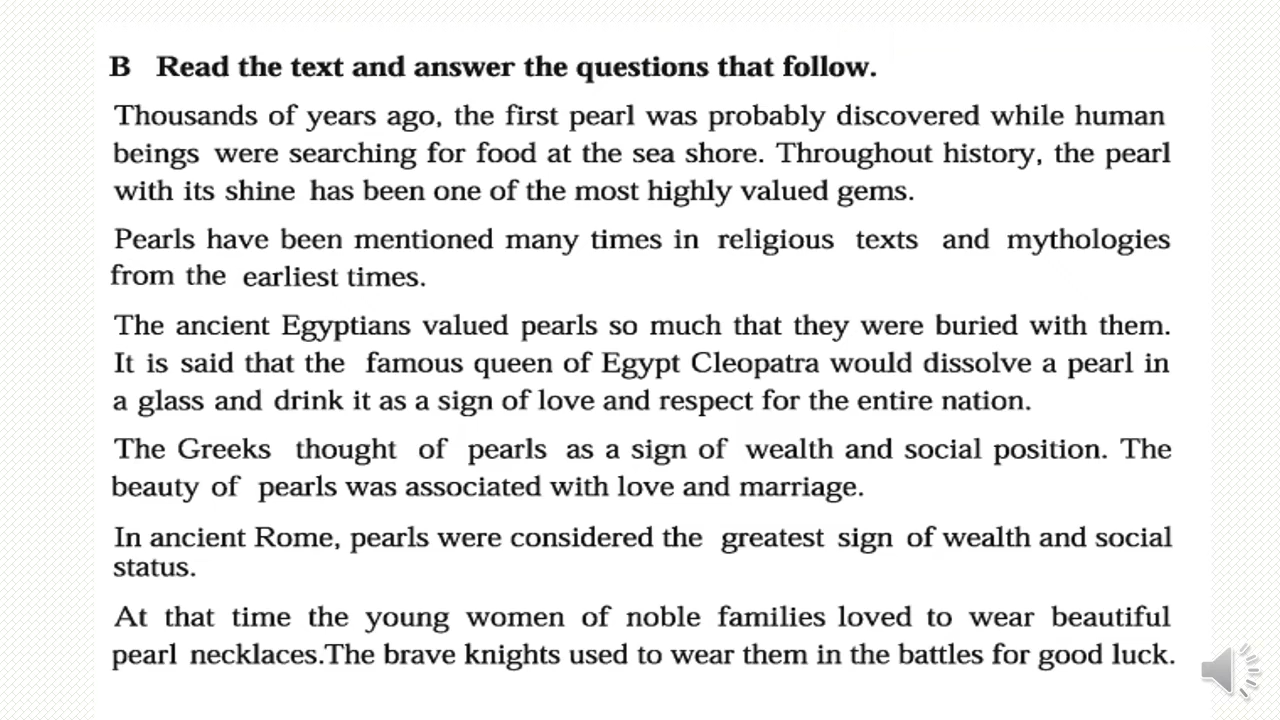 B Read the text and answer the questions that follow.
Thousands of years ago, the first pearl was probably discovered while human
beings were searching for food at the sea shore. Throughout history, the pearl
with its shine has been one of the most highly valued gems.
Pearls have been mentioned many times in religious texts and mythologies
from the earliest times.
The ancient Egyptians valued pearls so much that they were buried with them.
It is said that the famous queen of Egypt Cleopatra would dissolve a pearl in
a glass and drink it as a sign of love and respect for the entire nation.
The Greeks thought of pearls as a sign of wealth and social position. The
beauty of pearls was associated with love and marriage.
In ancient Rome, pearls were considered the greatest sign of wealth and social
status.
At that time the young women of noble families loved to wear beautiful
pearl necklaces.The brave knights used to wear them in the battles for good luck.